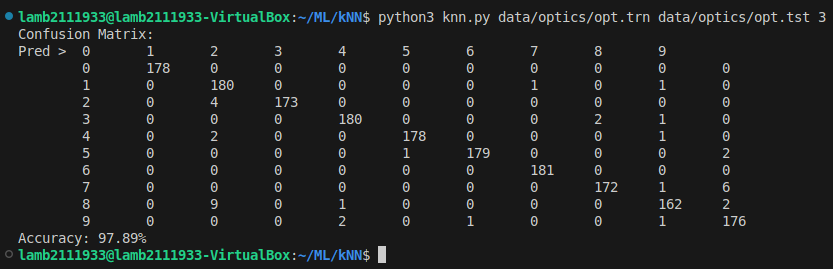 lamb2111933@lamb2111933-VirtualBox:~/ML/kNN$ python3 knn.py data/optics/opt.trn data/optics/opt.tst 3
Confusion Matrix:
Pred > 0 1 2 3 4 5 6 7 8 9
0 178 0 0 0 0 0 0 0 0 0
1 0 180 0 0 0 0 1 0 1 0
2 0 4 173 0 0 0 0 0 0 0
3 0 0 0 180 0 0 0 2 1 0
4 0 2 0 0 178 0 0 0 1 0
5 0 0 0 0 1 179 0 0 0 2
6 0 0 0 0 0 0 181 0 0 0
7 0 0 0 0 0 0 0 172 1 6
8 0 9 0 1 0 0 0 0 162 2
9 0 0 0 2 0 1 0 0 1 176
Accuracy: 97.89%
lamb2111933@lamb2111933-VirtualBox:~/ML/kNN$